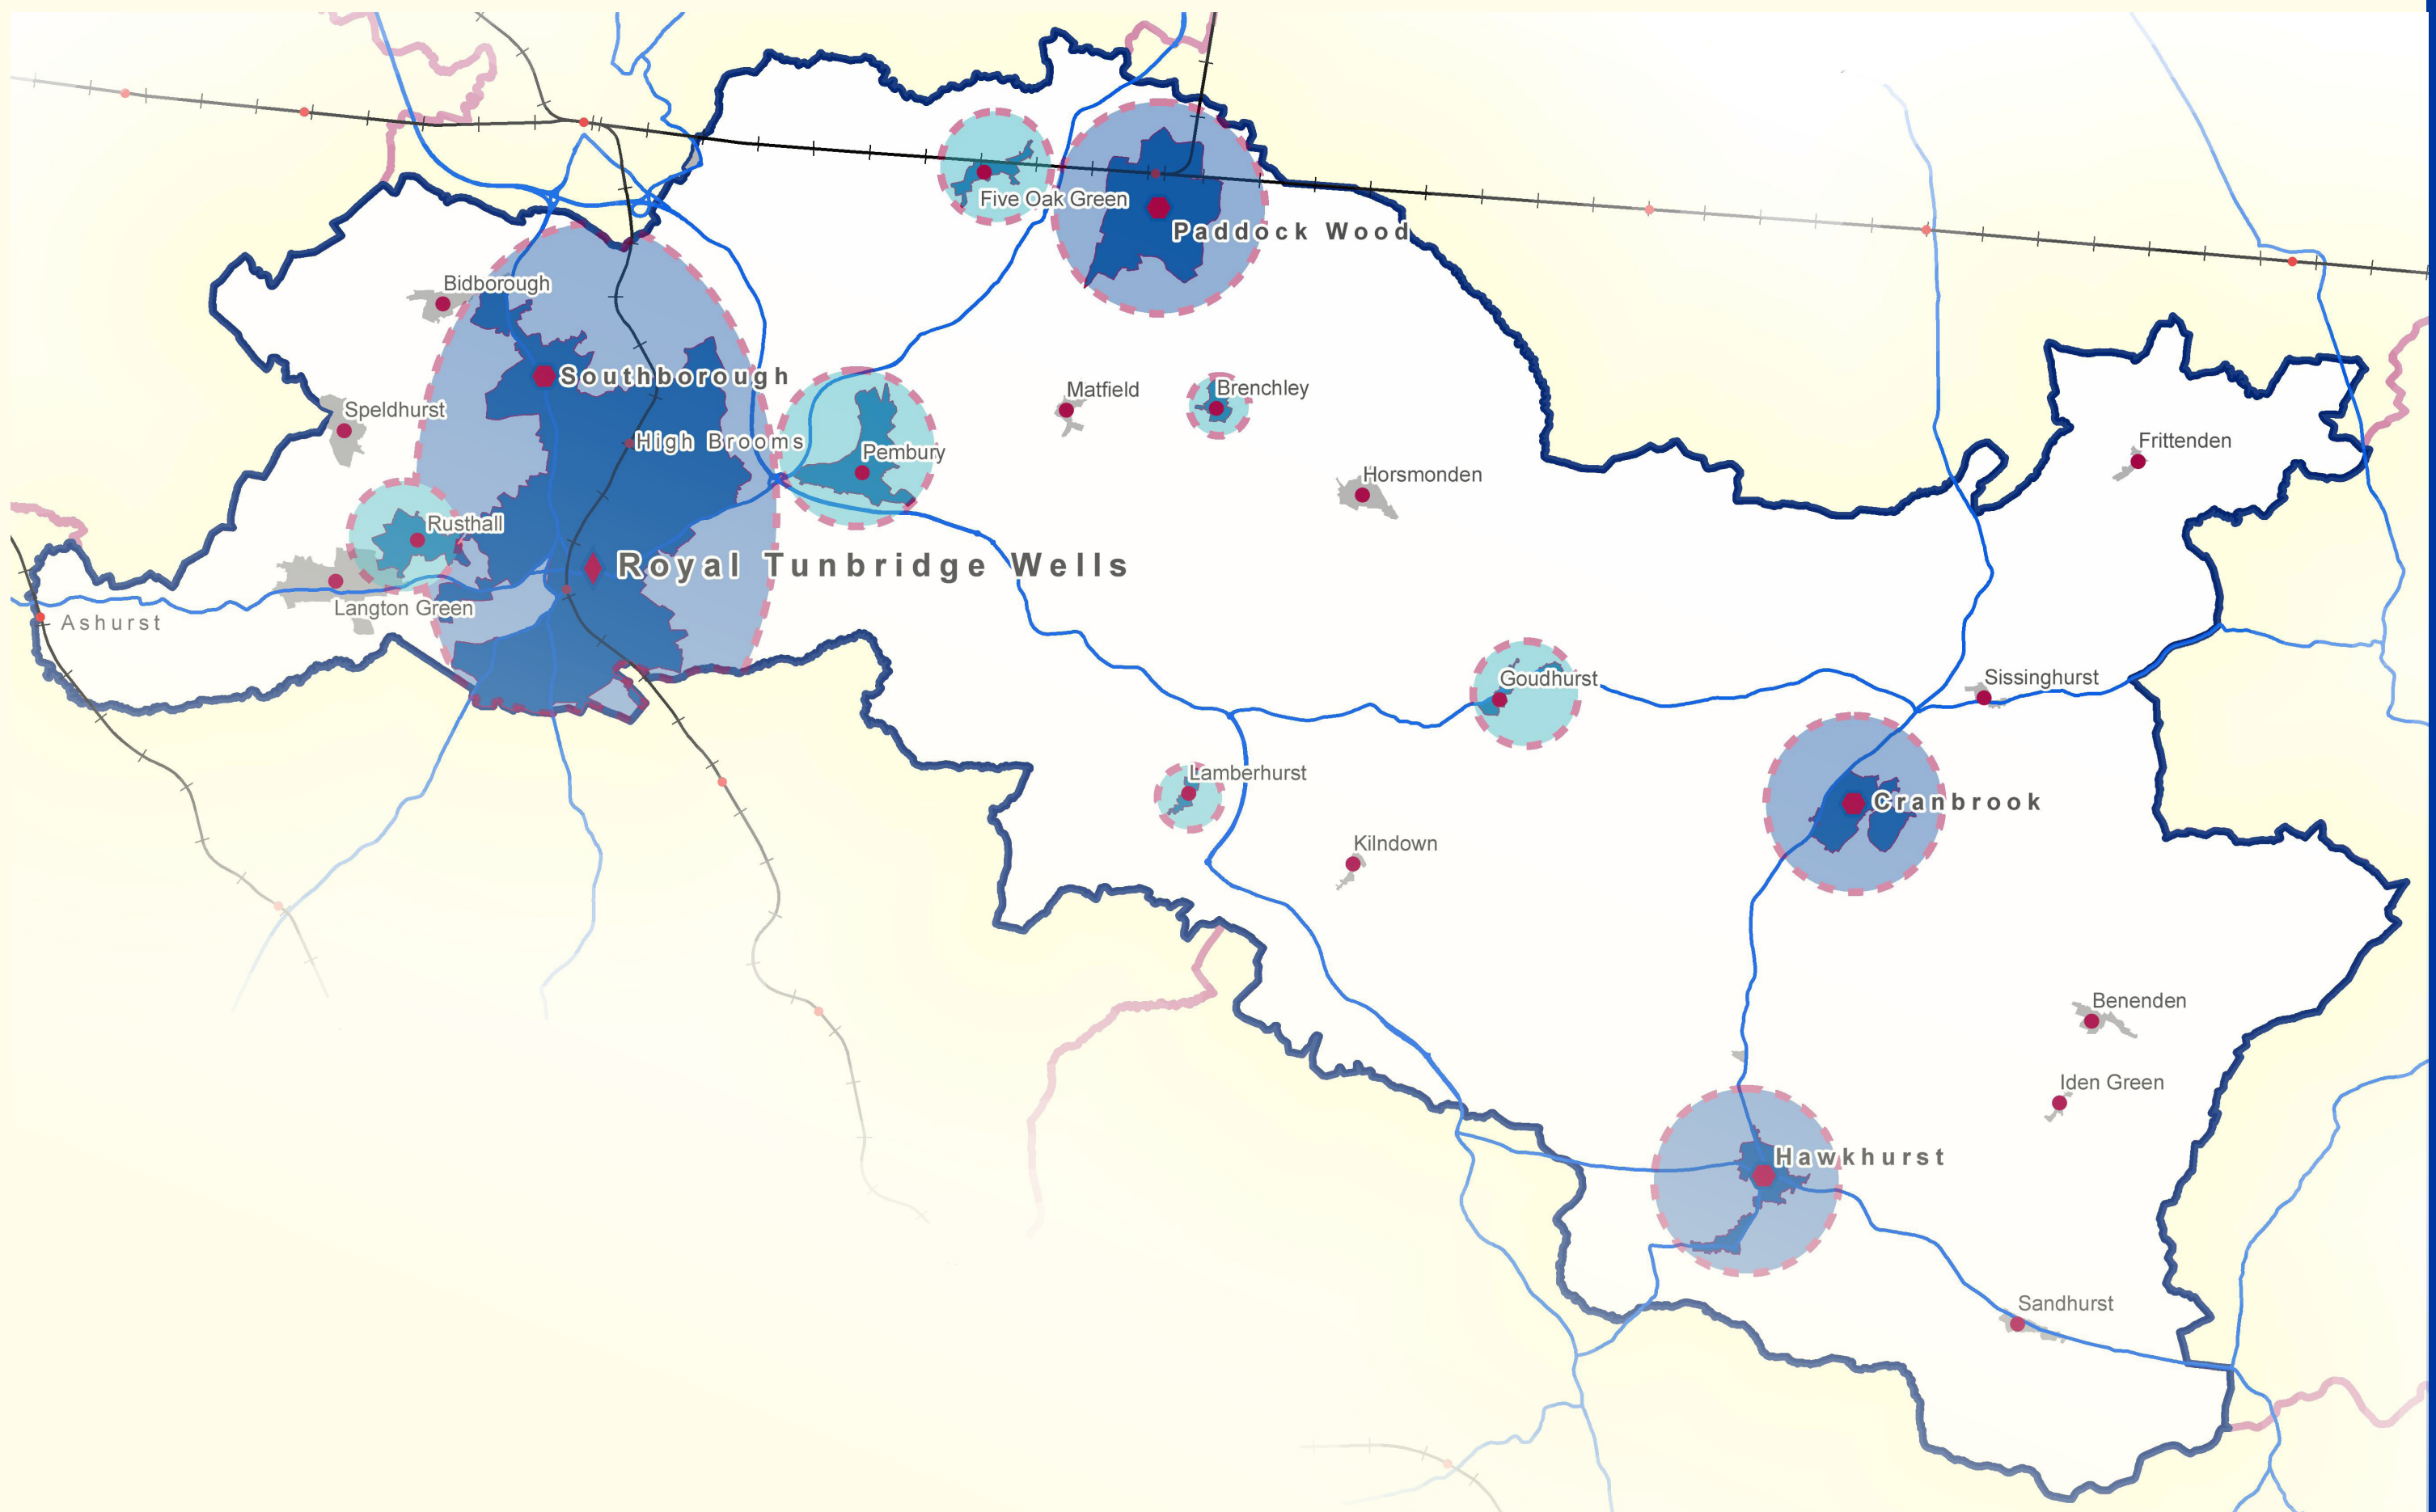 Five Oak Green
Paddock Wood
Bidborough
Southborough
Matfield
Brenchley
Speldhurst
High Brooms
Pembury
Frittenden
Horsmonden
Rusthall
Royal Tunbridge Wells
Langton Green
Ashurst
Goudhurst
Sissinghurst
Lamberhurst
Cranbrook
Kilndown
Benenden
Iden Green
Hawkhurst
Sandhurst